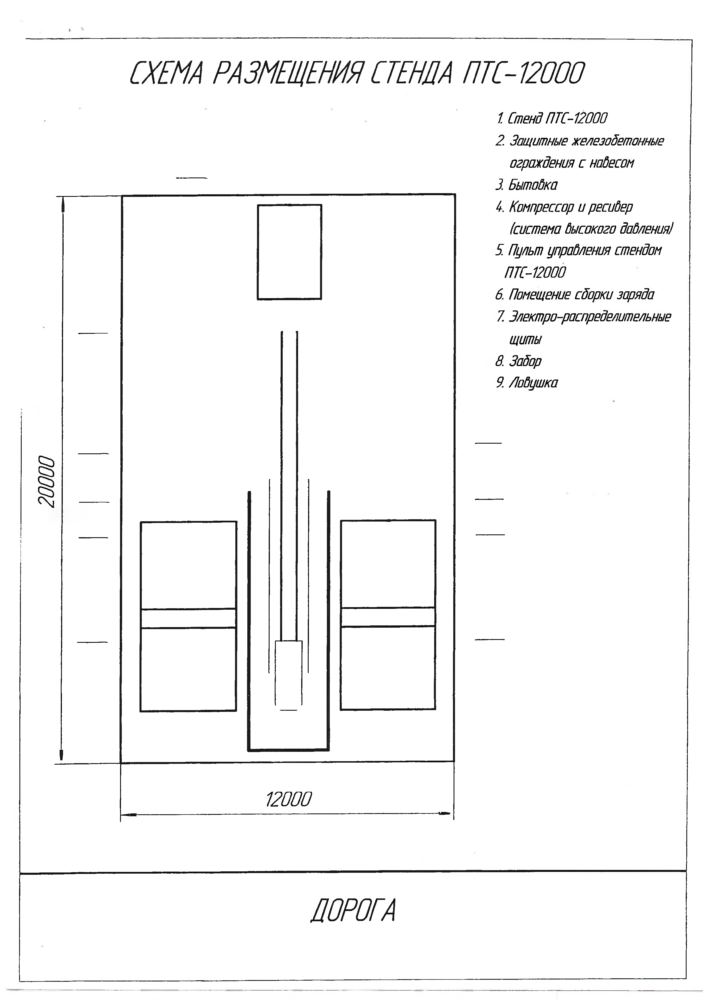 СХЕМА РАЗМЕЩЕНИЯ СТЕНДА ПТС-12000
1. Стенд ПТС-12000
2. Защитные железобетонные
ограждения с навесом
3. Бытовка
4. Компрессор и ресивер
(система высокого давления)
5. Пульт управления стендом
ПТС-12000
6. Помещение сборки заряда
7. Электро-распределительные
щиты
8. Забор
9. Ловушка
20000
12000
ДОРОГА